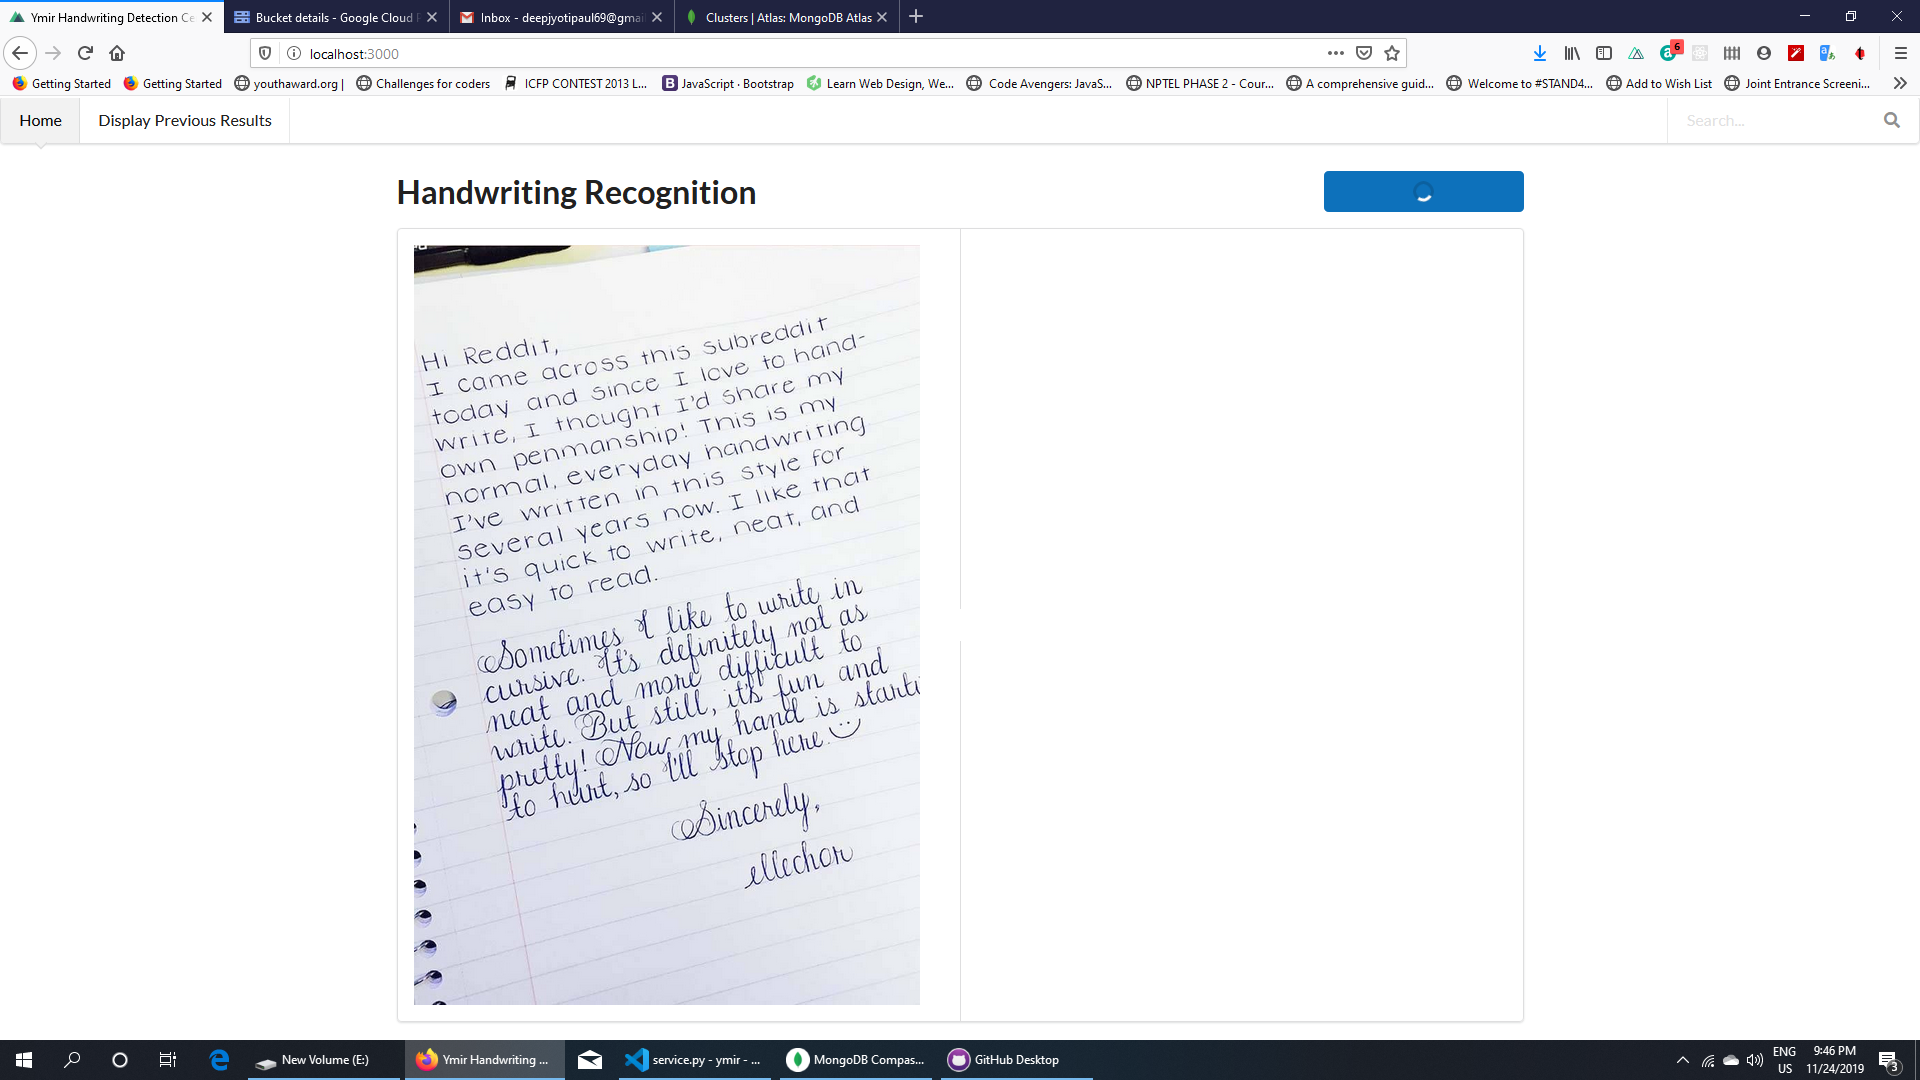 Ymir Handwriting Detection Ce
Bucket details - Google Cloud P
Inbox - deepjyotipaul69@gmai
Clusters | Atlas: MongoDB Atlas
localhost:3000
6
Getting Started
Getting Started
youthaward.org |
Challenges for coders
ICFP CONTEST 2013 L...
JavaScript · Bootstrap
Learn Web Design, We...
Code Avengers: JavaS...
NPTEL PHASE 2 - Cour...
A comprehensive guid...
Welcome to #STAND4...
Add to Wish List
Joint Entrance Screeni...
Home
Display Previous Results
Search...
Handwriting Recognition
Hi Reddit,
I came across this subreddit
today and since I love to hand-
write, I thought I'd share my
own penmanship! This is my
normal, everyday handwriting
I've written in this style for
several years now. I like that
it's quick to write, neat, and
easy to read.
Sometimes I like to write in
cursive. It's definitely not as
neat and more difficult to
write. But still, it's fun and
pretty! Now my hand is starti
to hurt, so I'll stop here.
Sincerely,
ellechor
New Volume (E:)
Ymir Handwriting ...
service.py - ymir - ...
MongoDB Compas...
GitHub Desktop
ENG
US
9:46 PM
11/24/2019
3